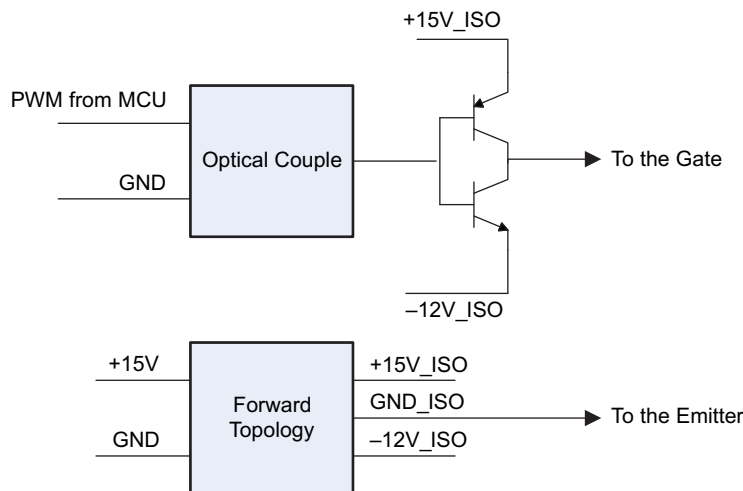 +15V_ISO
PWM from MCU
Optical Couple
To the Gate
GND
–12V_ISO
+15V
+15V_ISO
GND_ISO
Forward
Topology
To the Emitter
GND
–12V_ISO